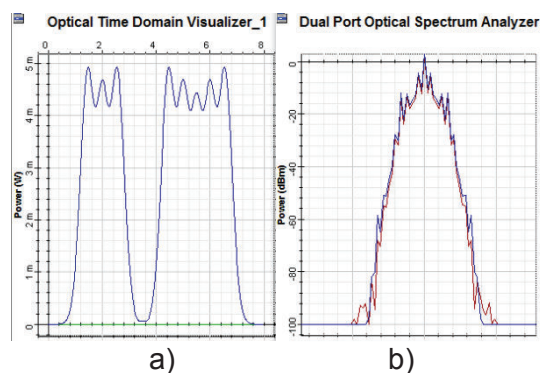 Optical Time Domain Visualizer_1
0 2 4 6 8
Power (W)
5 m
4 m
3 m
2 m
1 m
0
a)
Dual Port Optical Spectrum Analyzer
Power (dBm)
0
-20
-40
-60
-80
-100
b)